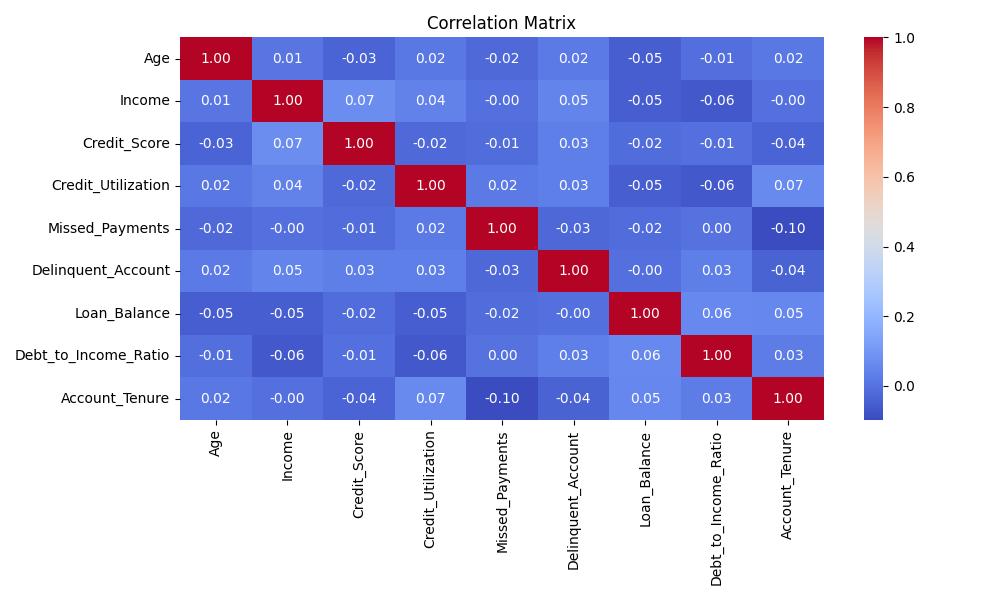 Correlation Matrix
Age 1.00 0.01 -0.03 0.02 -0.02 0.02 -0.05 -0.01 0.02
Income 0.01 1.00 0.07 0.04 -0.00 0.05 -0.05 -0.06 -0.00
Credit_Score -0.03 0.07 1.00 -0.02 -0.01 0.03 -0.02 -0.01 -0.04
Credit_Utilization 0.02 0.04 -0.02 1.00 0.02 0.03 -0.05 -0.06 0.07
Missed_Payments -0.02 -0.00 -0.01 0.02 1.00 -0.03 -0.02 0.00 -0.10
Delinquent_Account 0.02 0.05 0.03 0.03 -0.03 1.00 -0.00 0.03 -0.04
Loan_Balance -0.05 -0.05 -0.02 -0.05 -0.02 -0.00 1.00 0.06 0.05
Debt_to_Income_Ratio -0.01 -0.06 -0.01 -0.06 0.00 0.03 0.06 1.00 0.03
Account_Tenure 0.02 -0.00 -0.04 0.07 -0.10 -0.04 0.05 0.03 1.00
Age
Income
Credit_Score
Credit_Utilization
Missed_Payments
Delinquent_Account
Loan_Balance
Debt_to_Income_Ratio
Account_Tenure
1.0
0.8
0.6
0.4
0.2
0.0